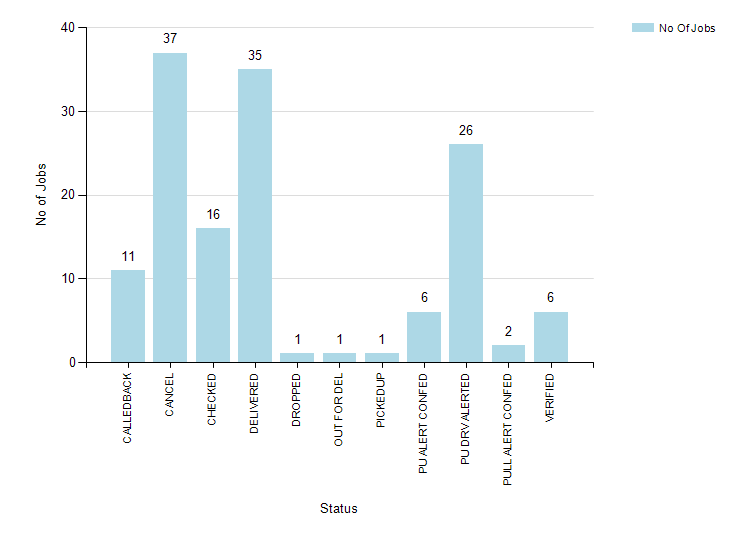 No Of Jobs
No of Jobs
40
30
20
10
0
11
37
16
35
1
1
1
6
26
2
6
CALLEDBACK
CANCEL
CHECKED
DELIVERED
DROPPED
OUT FOR DEL
PICKEDUP
PU ALERT CONFED
PU DRV ALERTED
PULL ALERT CONFED
VERIFIED
Status